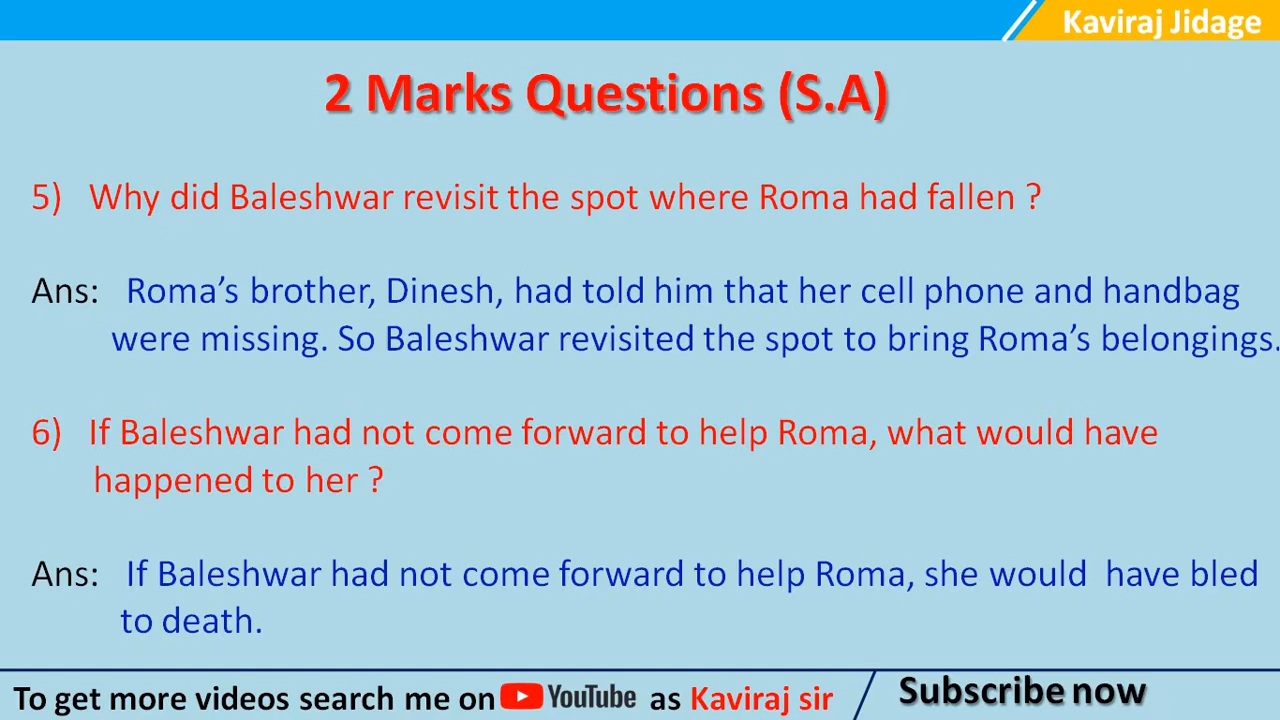 Kaviraj Jidage
2 Marks Questions (S.A)
5) Why did Baleshwar revisit the spot where Roma had fallen ?
Ans: Roma’s brother, Dinesh, had told him that her cell phone and handbag
were missing. So Baleshwar revisited the spot to bring Roma’s belongings.
6) If Baleshwar had not come forward to help Roma, what would have
happened to her ?
Ans: If Baleshwar had not come forward to help Roma, she would have bled
to death.
To get more videos search me on YouTube as Kaviraj sir Subscribe now